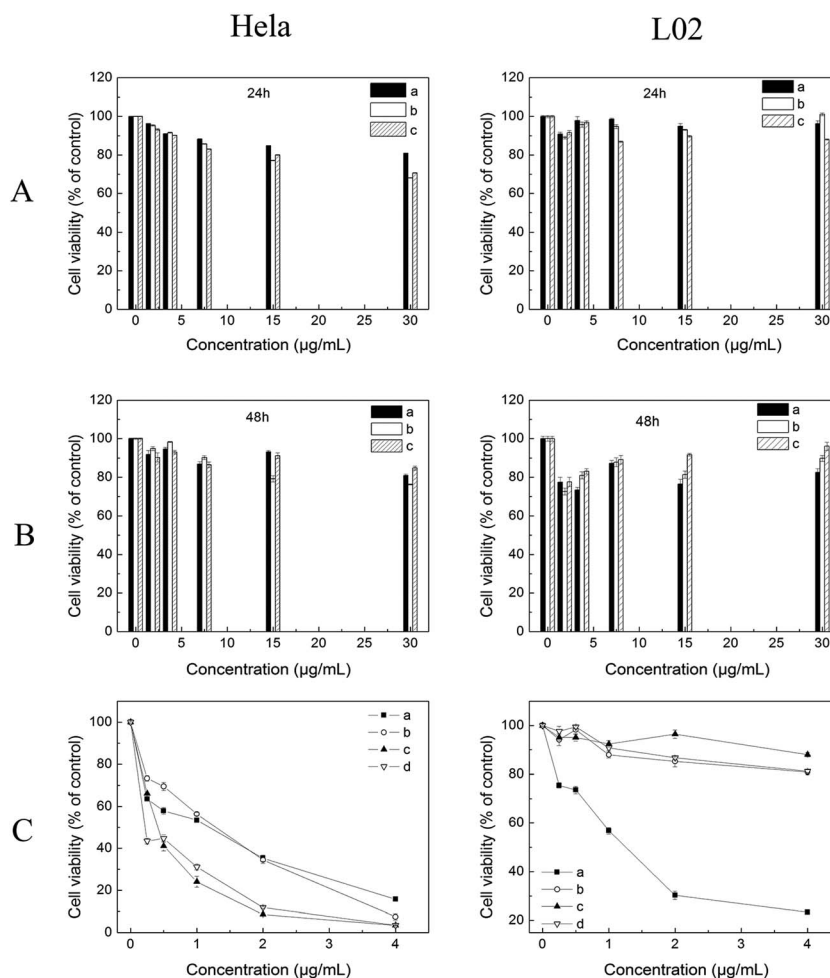 Hela
L02
A
24h
a
b
c
Cell viability (% of control)
120
100
80
60
40
20
0
0 5 10 15 20 25 30
Concentration (µg/mL)
24h
a
b
c
Cell viability (% of control)
120
100
80
60
40
20
0
0 5 10 15 20 25 30
Concentration (µg/mL)
B
48h
a
b
c
Cell viability (% of control)
120
100
80
60
40
20
0
0 5 10 15 20 25 30
Concentration (µg/mL)
48h
a
b
c
Cell viability (% of control)
120
100
80
60
40
20
0
0 5 10 15 20 25 30
Concentration (µg/mL)
C
a
b
c
d
Cell viability (% of control)
100
80
60
40
20
0
0 1 2 3 4
Concentration (µg/mL)
a
b
c
d
Cell viability (% of control)
100
80
60
40
20
0 1 2 3 4
Concentration (µg/mL)